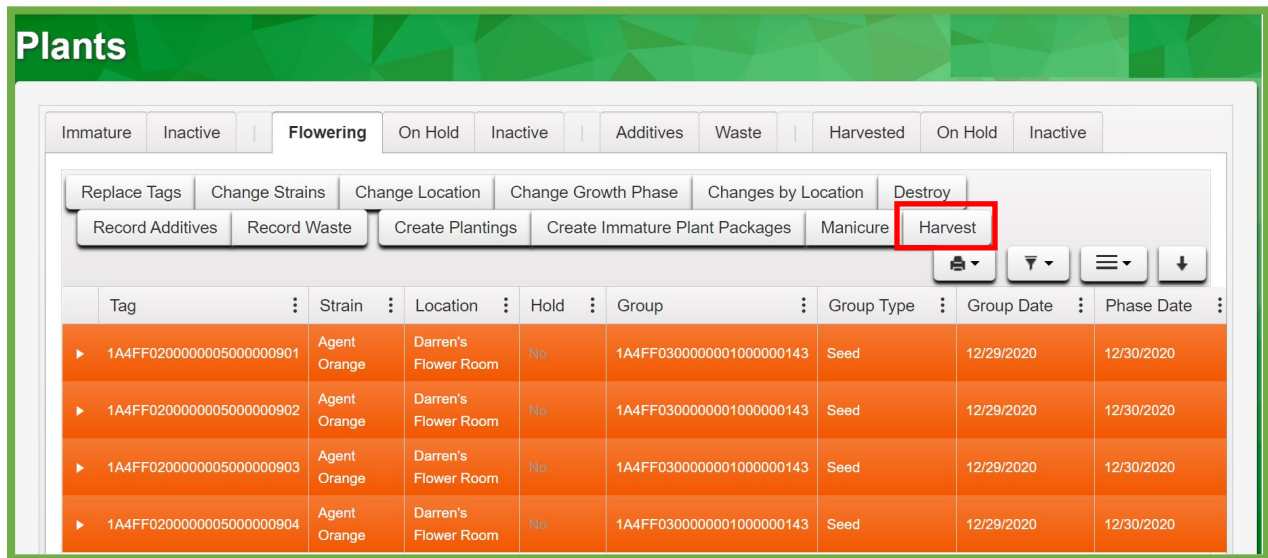 Plants
Immature Inactive | Flowering On Hold Inactive | Additives Waste | Harvested On Hold Inactive
Replace Tags Change Strains Change Location Change Growth Phase Changes by Location Destroy
Record Additives Record Waste Create Plantings Create Immature Plant Packages Manicure Harvest
Tag Strain Location Hold Group Group Type Group Date Phase Date
1A4FF0200000005000000901 Agent Orange Darren's Flower Room No 1A4FF0300000001000000143 Seed 12/29/2020 12/30/2020
1A4FF0200000005000000902 Agent Orange Darren's Flower Room No 1A4FF0300000001000000143 Seed 12/29/2020 12/30/2020
1A4FF0200000005000000903 Agent Orange Darren's Flower Room No 1A4FF0300000001000000143 Seed 12/29/2020 12/30/2020
1A4FF0200000005000000904 Agent Orange Darren's Flower Room No 1A4FF0300000001000000143 Seed 12/29/2020 12/30/2020